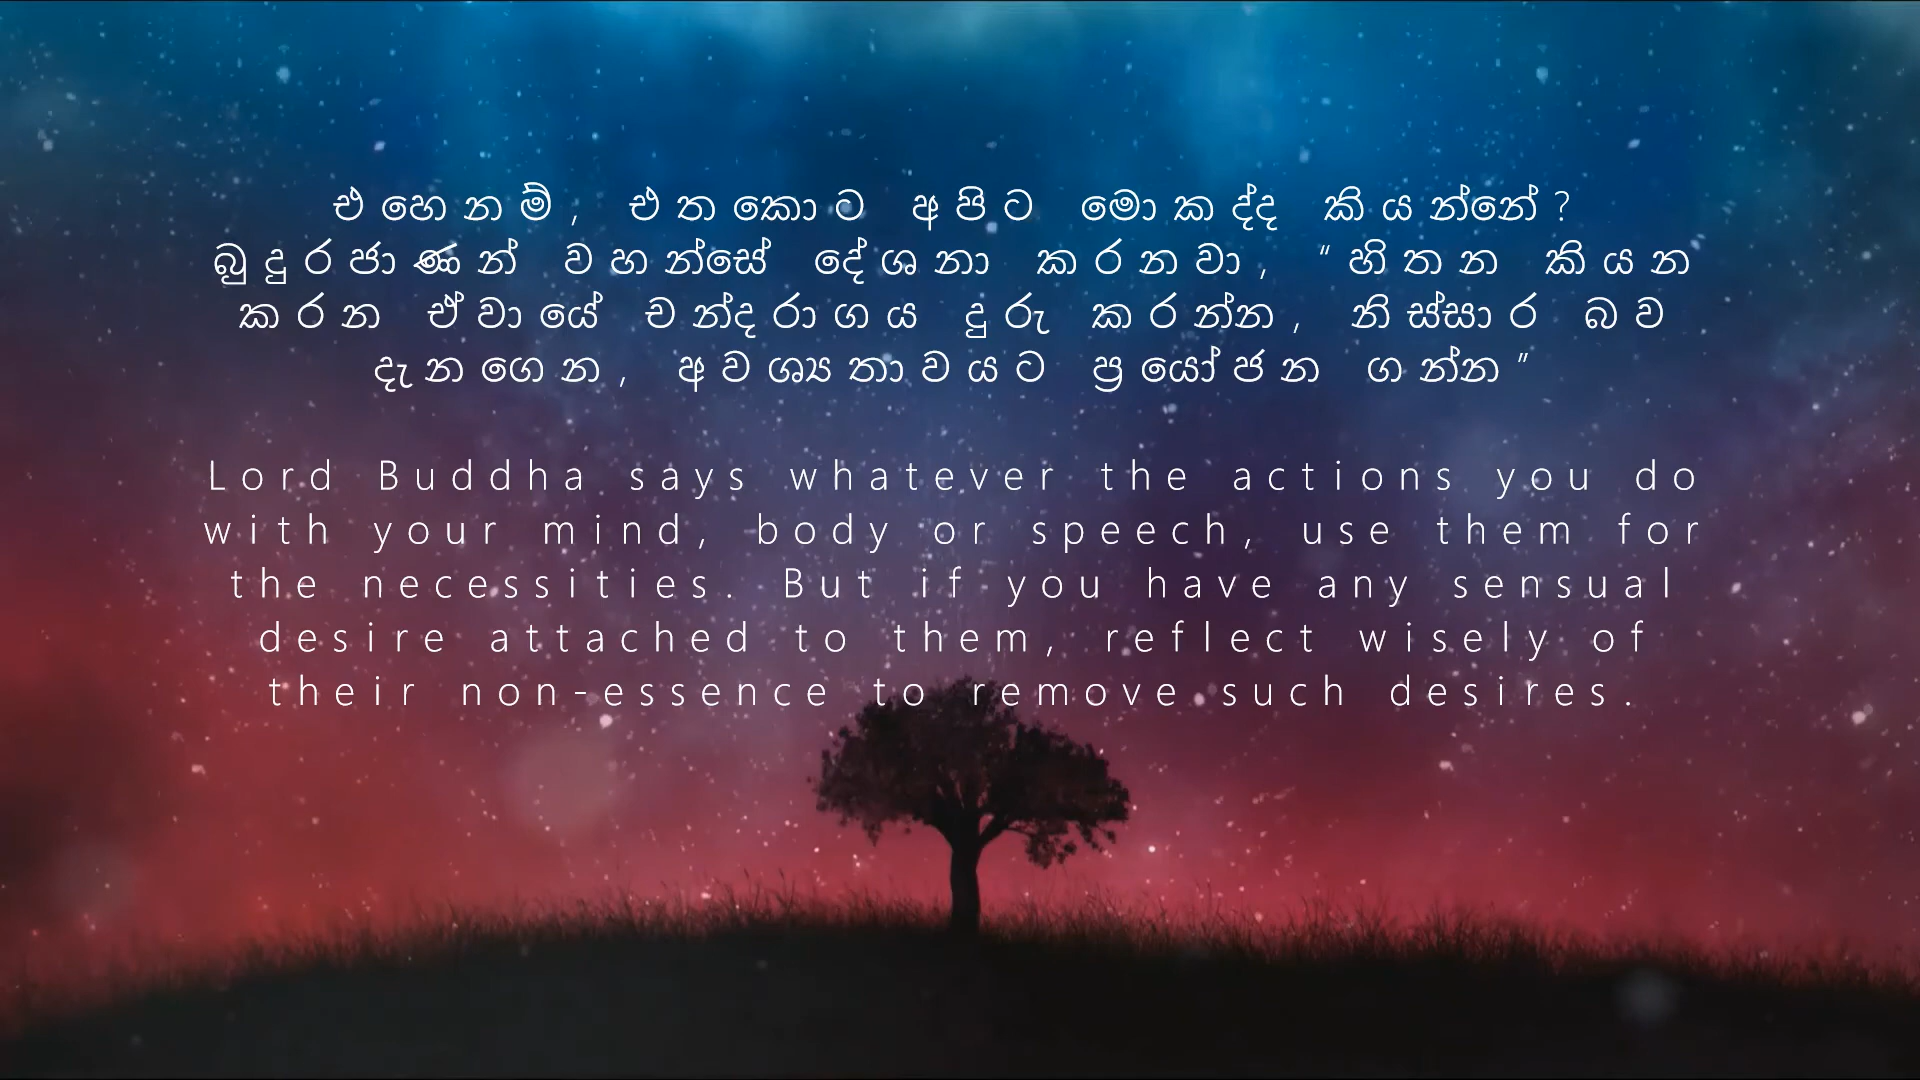 එහෙනම්, එතකොට අපිට මොකද්ද කියන්නේ?
බුදුරජාණන් වහන්සේ දේශනා කරනවා, “හිතන කියන
කරන ඒවායේ චන්දරාගය දුරු කරන්න, නිස්සාර බව
දැනගෙන, අවශ්‍යතාවයට ප්‍රයෝජන ගන්න”
Lord Buddha says whatever the actions you do
with your mind, body or speech, use them for
the necessities. But if you have any sensual
desire attached to them, reflect wisely of
their non-essence to remove such desires.